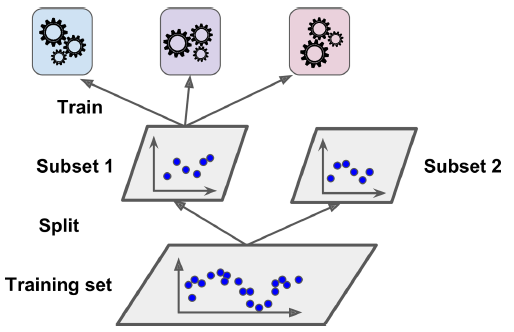 Train
Subset 1
Subset 2
Split
Training set